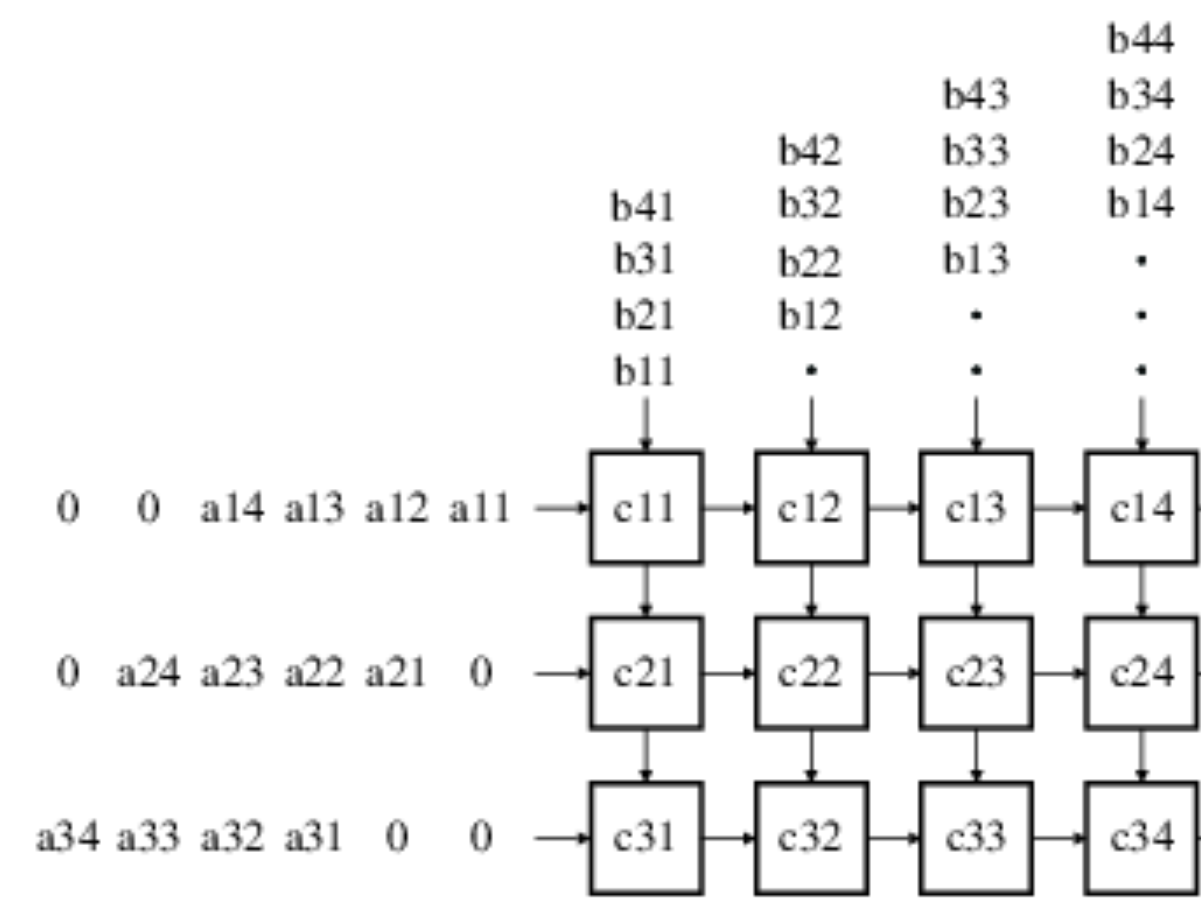 b44
b43 b34
b42 b33 b24
b41 b32 b23 b14
b31 b22 b13 .
b21 b12 . .
b11 . . .
0 0 a14 a13 a12 a11 c11 c12 c13 c14
0 a24 a23 a22 a21 0 c21 c22 c23 c24
a34 a33 a32 a31 0 0 c31 c32 c33 c34